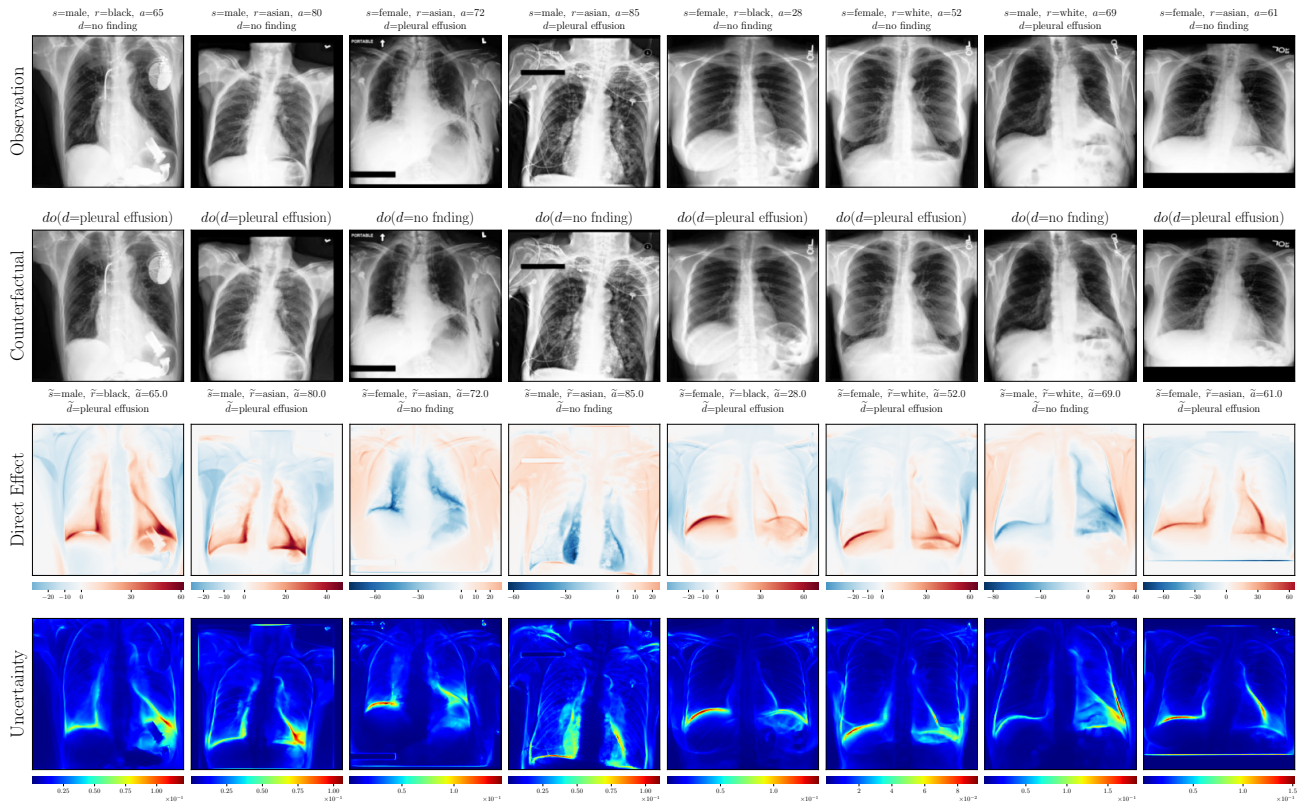 s=male, r=black, a=65
d=no finding
s=male, r=asian, a=80
d=no finding
s=female, r=asian, a=72
d=pleural effusion
s=male, r=asian, a=85
d=pleural effusion
s=female, r=black, a=28
d=no finding
s=female, r=white, a=52
d=no finding
s=male, r=white, a=69
d=pleural effusion
s=female, r=asian, a=61
d=no finding
Observation
PORTABLE
L
do(d=pleural effusion)
do(d=pleural effusion)
do(d=no fnding)
do(d=no fnding)
do(d=pleural effusion)
do(d=pleural effusion)
do(d=no fnding)
do(d=pleural effusion)
Counterfactual
PORTABLE
L
s̃=male, r̃=black, ã=65.0
d̃=pleural effusion
s̃=male, r̃=asian, ã=80.0
d̃=pleural effusion
s̃=female, r̃=asian, ã=72.0
d̃=no fnding
s̃=male, r̃=asian, ã=85.0
d̃=no fnding
s̃=female, r̃=black, ã=28.0
d̃=pleural effusion
s̃=female, r̃=white, ã=52.0
d̃=pleural effusion
s̃=male, r̃=white, ã=69.0
d̃=no fnding
s̃=female, r̃=asian, ã=61.0
d̃=pleural effusion
Direct Effect
−20 −10 0 30 60
−20 −10 0 20 40
−60 −30 0 10 20
−60 −30 0 10 20
−20 −10 0 30 60
−20 −10 0 30 60
−80 −40 0 20 40
−20 −10 0 30 60
Uncertainty
0.25 0.50 0.75 1.00
0.25 0.50 0.75 1.00
0.5 1.0
0.25 0.50 0.75 1.00
0.5 1.0
2 4 6 8
0.5 1.0 1.5
0.5 1.0 1.5